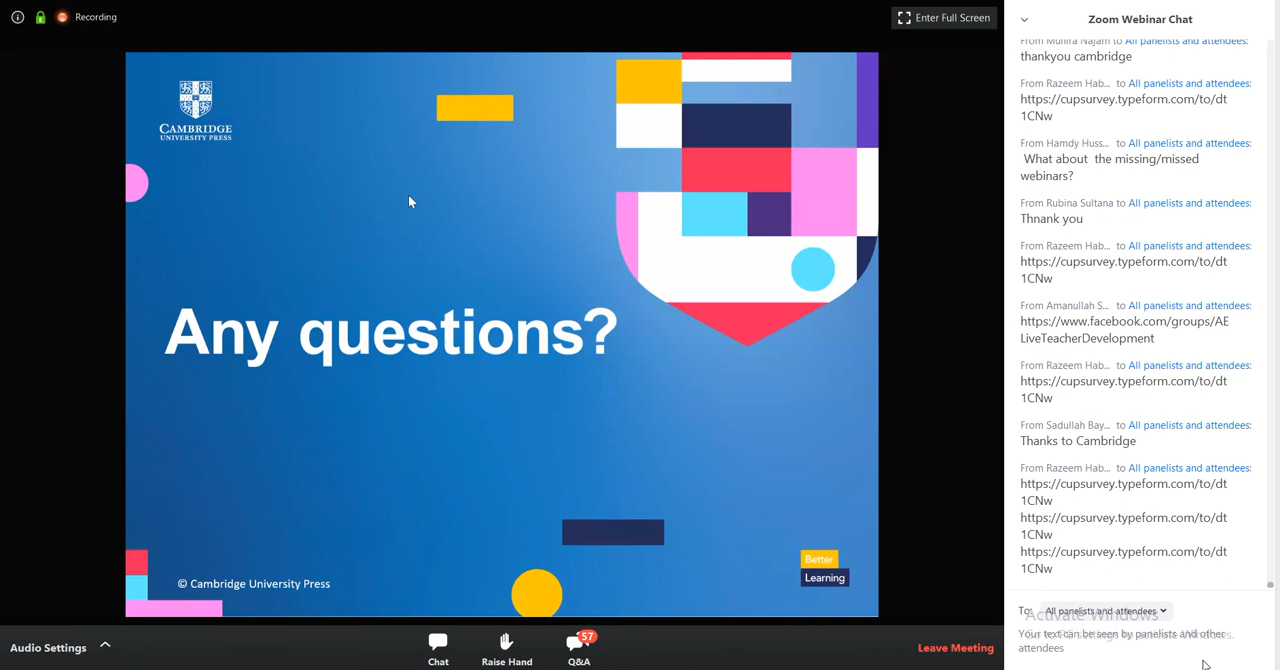 Recording
Enter Full Screen
CAMBRIDGE
UNIVERSITY PRESS
Any questions?
© Cambridge University Press
Better
Learning
Audio Settings
Chat
Raise Hand
57
Q&A
Leave Meeting
Zoom Webinar Chat
From Munira Najam to All panelists and attendees:
thankyou cambridge
From Razeem Hab... to All panelists and attendees:
https://cupsurvey.typeform.com/to/dt
1CNw
From Hamdy Huss... to All panelists and attendees:
What about the missing/missed
webinars?
From Rubina Sultana to All panelists and attendees:
Thnank you
From Razeem Hab... to All panelists and attendees:
https://cupsurvey.typeform.com/to/dt
1CNw
From Amanullah S... to All panelists and attendees:
https://www.facebook.com/groups/AE
LiveTeacherDevelopment
From Razeem Hab... to All panelists and attendees:
https://cupsurvey.typeform.com/to/dt
1CNw
From Sadullah Bay... to All panelists and attendees:
Thanks to Cambridge
From Razeem Hab... to All panelists and attendees:
https://cupsurvey.typeform.com/to/dt
1CNw
https://cupsurvey.typeform.com/to/dt
1CNw
https://cupsurvey.typeform.com/to/dt
1CNw
To: All panelists and attendees
Activate Windows
Your text can be seen by panelists and other
attendees